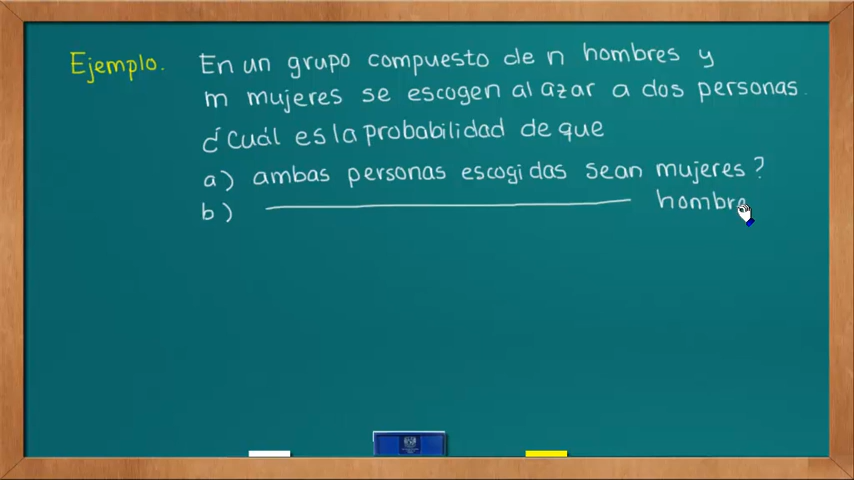 Ejemplo. En un grupo compuesto de n hombres y
m mujeres se escogen al azar a dos personas.
¿Cuál es la probabilidad de que
a) ambas personas escogidas sean mujeres?
b) ________ hombre